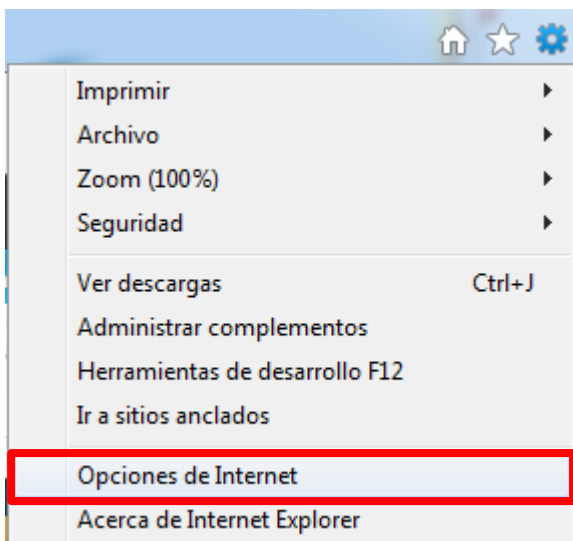 Imprimir
Archivo
Zoom (100%)
Seguridad
Ver descargas Ctrl+J
Administrar complementos
Herramientas de desarrollo F12
Ir a sitios anclados
Opciones de Internet
Acerca de Internet Explorer